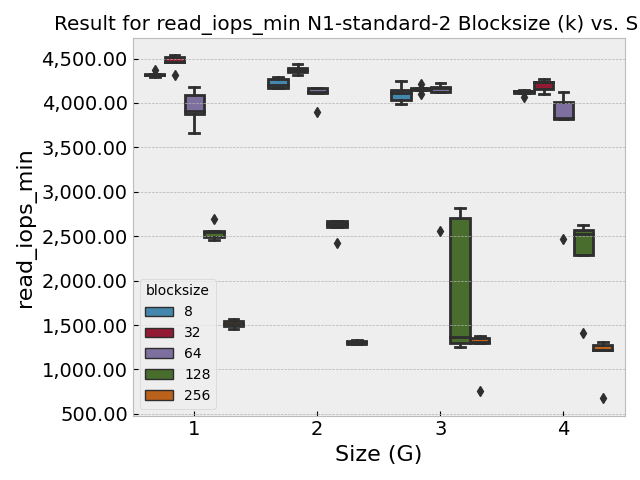 Result for read_iops_min N1-standard-2 Blocksize (k) vs. S
4,500.00
4,000.00
3,500.00
3,000.00
2,500.00
2,000.00
1,500.00
1,000.00
500.00
read_iops_min
blocksize
8
32
64
128
256
1 2 3 4
Size (G)